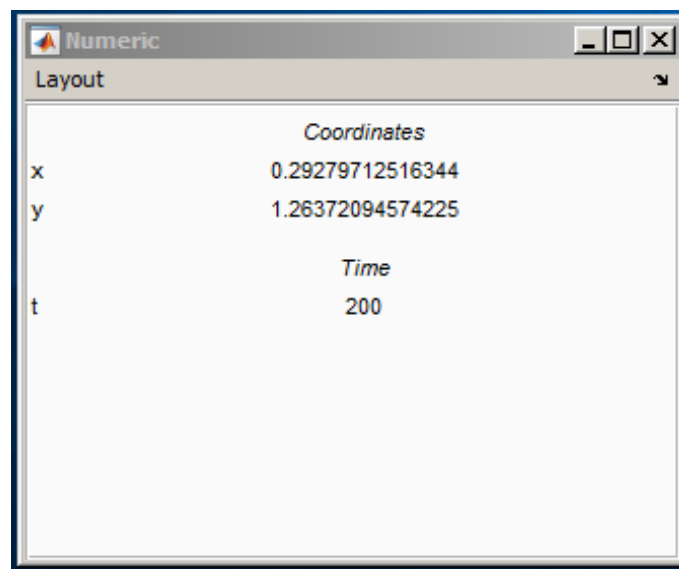 Numeric
Layout
Coordinates
x 0.29279712516344
y 1.26372094574225
Time
t 200